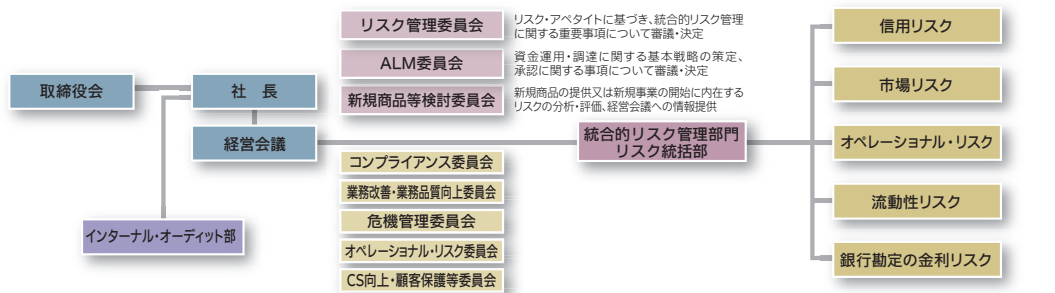 取締役会
社 長
経営会議
インターナル・オーディット部
リスク管理委員会
リスク・アペタイトに基づき、統合的リスク管理
に関する重要事項について審議・決定
ALM委員会
資金運用・調達に関する基本戦略の策定、
承認に関する事項について審議・決定
新規商品等検討委員会
新規商品の提供又は新規事業の開始に内在する
リスクの分析・評価、経営会議への情報提供
コンプライアンス委員会
業務改善・業務品質向上委員会
危機管理委員会
オペレーショナル・リスク委員会
CS向上・顧客保護等委員会
統合的リスク管理部門
リスク統括部
信用リスク
市場リスク
オペレーショナル・リスク
流動性リスク
銀行勘定の金利リスク